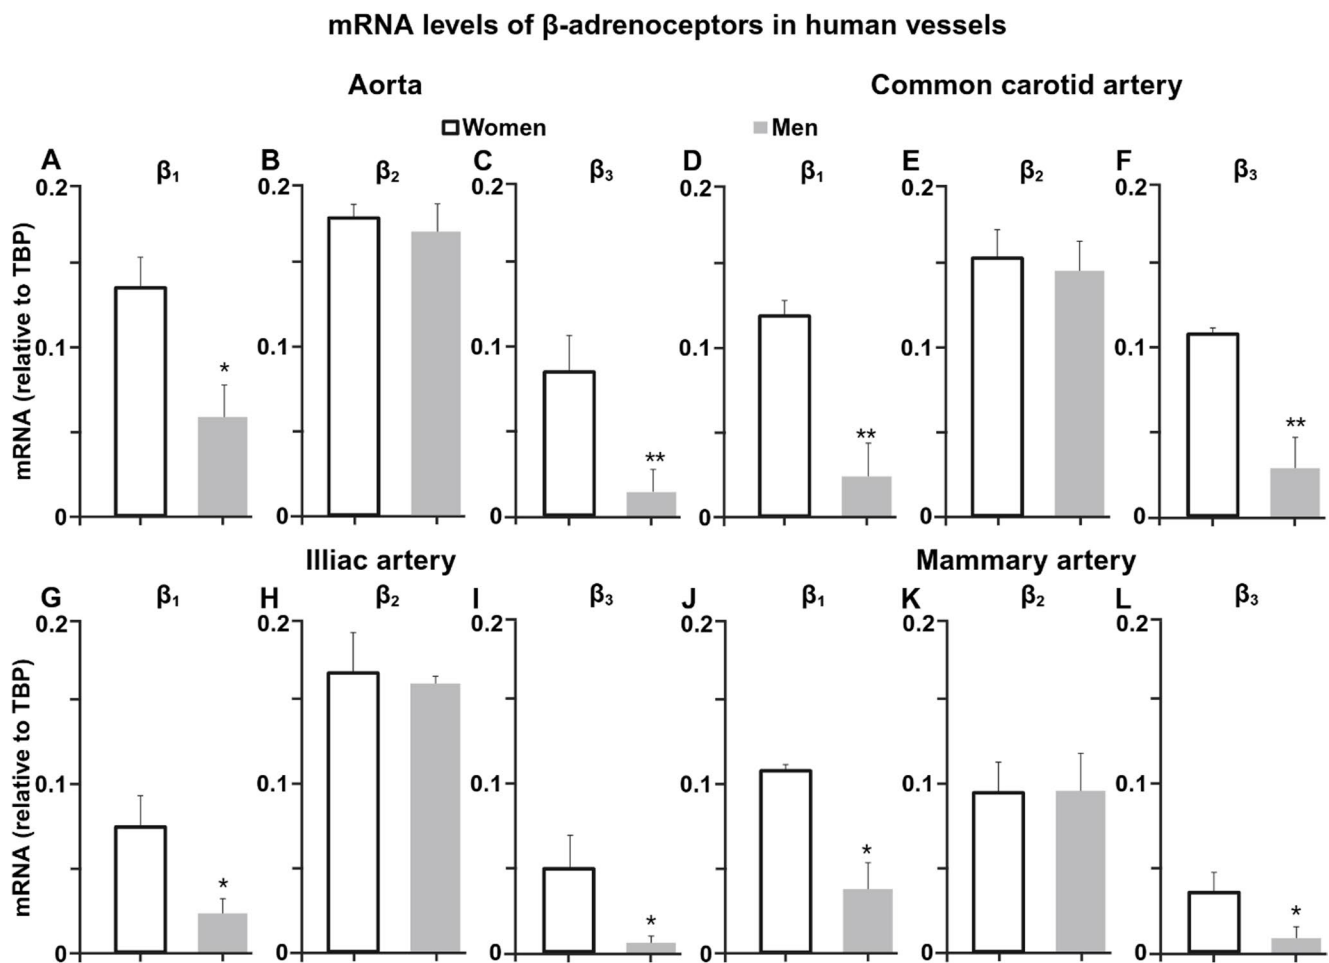 mRNA levels of β-adrenoceptors in human vessels
Aorta
Common carotid artery
Women
Men
A β₁
B β₂
C β₃
D β₁
E β₂
F β₃
mRNA (relative to TBP)
0.2 0.2 0.2 0.2 0.2 0.2
0.1 0.1 0.1 0.1 0.1 0.1
* ** ** **
0 0 0 0 0 0
Illiac artery
Mammary artery
G β₁
H β₂
I β₃
J β₁
K β₂
L β₃
mRNA (relative to TBP)
0.2 0.2 0.2 0.2 0.2 0.2
0.1 0.1 0.1 0.1 0.1 0.1
* * * *
0 0 0 0 0 0